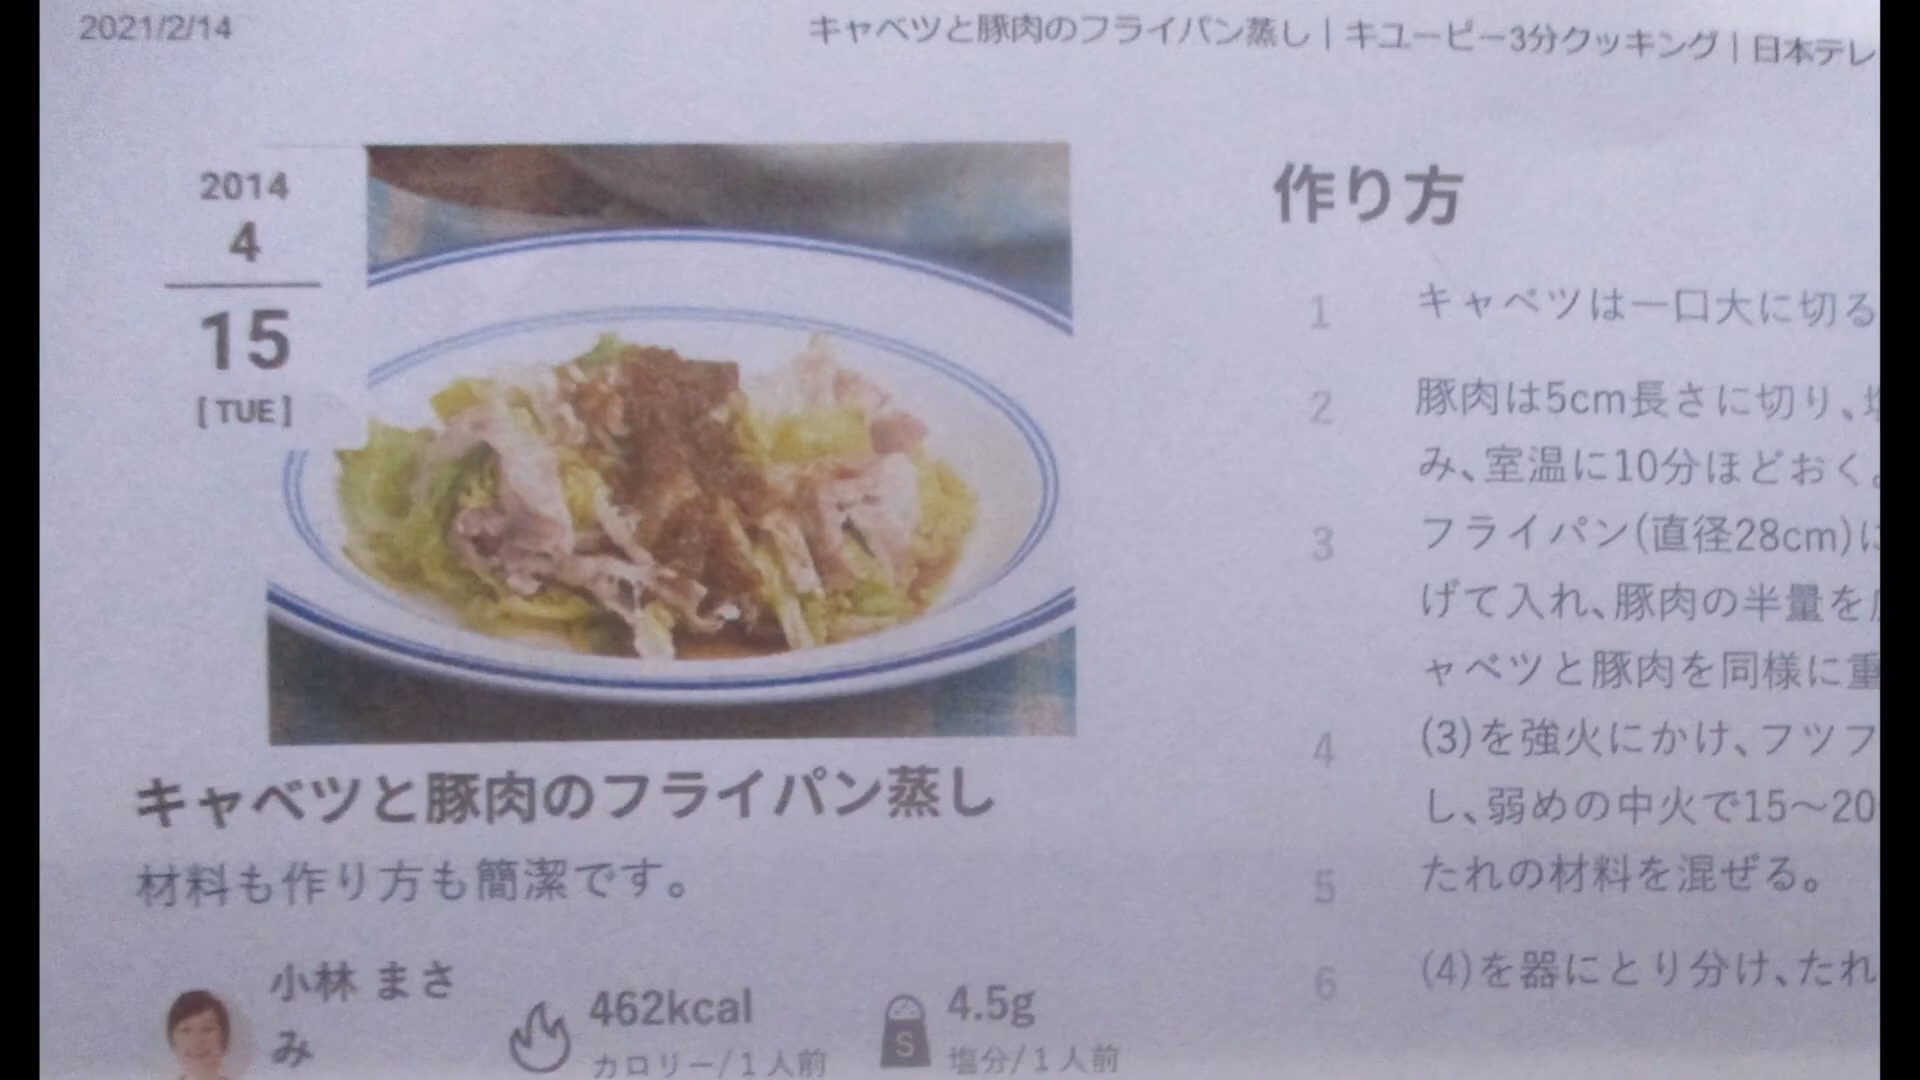 2021/2/14
キャベツと豚肉のフライパン蒸し | キユーピー3分クッキング | 日本テレ
2014
4
15
[TUE]
キャベツと豚肉のフライパン蒸し
材料も作り方も簡潔です。
小林 まさ
み
462kcal
カロリー/1人前
S
4.5g
塩分/1人前
作り方
1 キャベツは一口大に切る
2 豚肉は5cm長さに切り、
み、室温に10分ほどおく。
3 フライパン(直径28cm)に
げて入れ、豚肉の半量を
ャベツと豚肉を同様に重
4 (3)を強火にかけ、フツフ
し、弱めの中火で15〜20
5 たれの材料を混ぜる。
6 (4)を器にとり分け、たれ